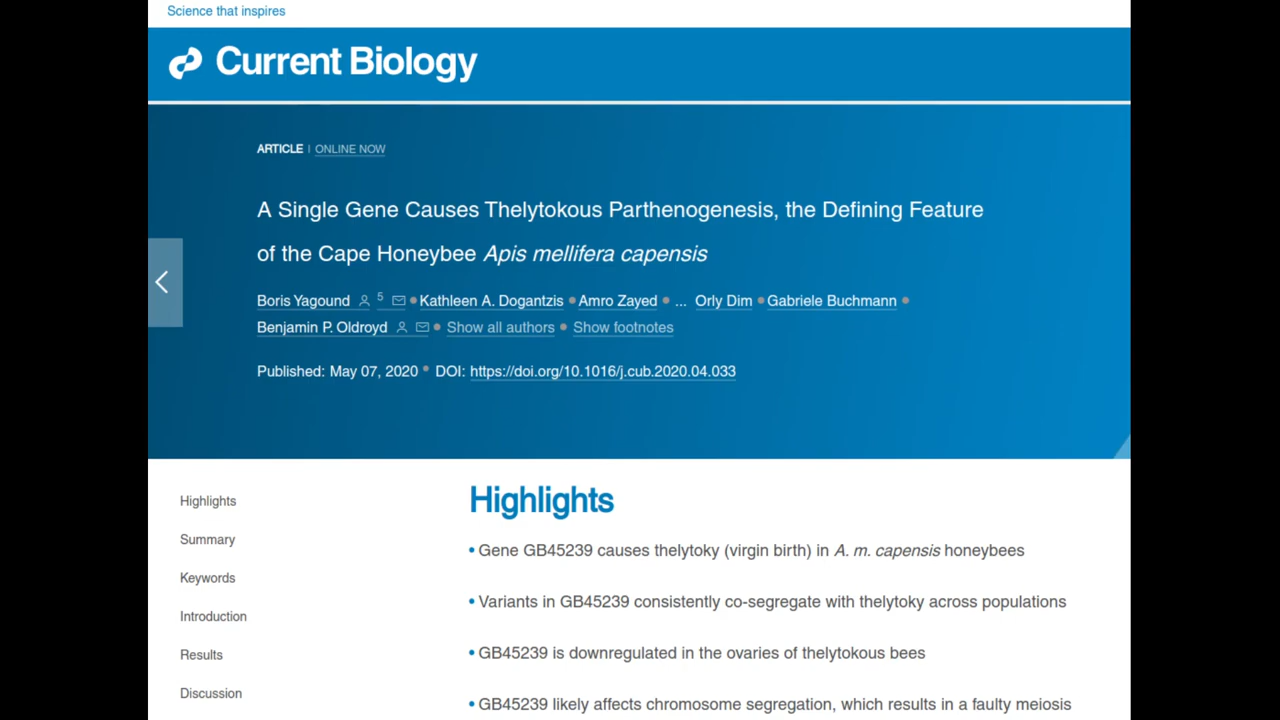 Science that inspires
Current Biology
ARTICLE | ONLINE NOW
A Single Gene Causes Thelytokous Parthenogenesis, the Defining Feature
of the Cape Honeybee Apis mellifera capensis
Boris Yagound 5 • Kathleen A. Dogantzis • Amro Zayed • ... Orly Dim • Gabriele Buchmann •
Benjamin P. Oldroyd • Show all authors • Show footnotes
Published: May 07, 2020 • DOI: https://doi.org/10.1016/j.cub.2020.04.033
Highlights
Summary
Keywords
Introduction
Results
Discussion
Highlights
• Gene GB45239 causes thelytoky (virgin birth) in A. m. capensis honeybees
• Variants in GB45239 consistently co-segregate with thelytoky across populations
• GB45239 is downregulated in the ovaries of thelytokous bees
• GB45239 likely affects chromosome segregation, which results in a faulty meiosis